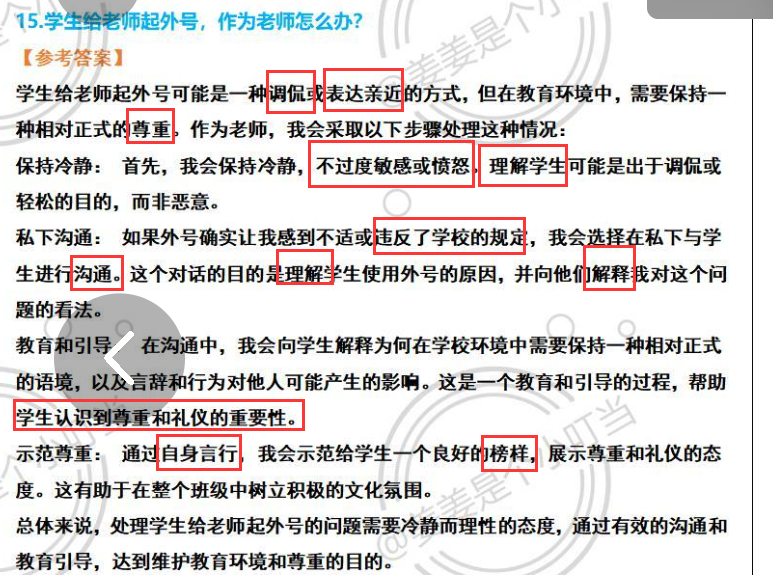 15.学生给老师起外号，作为老师怎么办？
【参考答案】
学生给老师起外号可能是一种调侃或表达亲近的方式，但在教育环境中，需要保持一
种相对正式的尊重。作为老师，我会采取以下步骤处理这种情况：
保持冷静： 首先，我会保持冷静，不过度敏感或愤怒，理解学生可能是出于调侃或
轻松的目的，而非恶意。
私下沟通： 如果外号确实让我感到不适或违反了学校的规定，我会选择在私下与学
生进行沟通。这个对话的目的是理解学生使用外号的原因，并向他们解释我对这个问
题的看法。
教育和引导 在沟通中，我会向学生解释为何在学校环境中需要保持一种相对正式
的语境，以及言辞和行为对他人可能产生的影响。这是一个教育和引导的过程，帮助
学生认识到尊重和礼仪的重要性。
示范尊重： 通过自身言行，我会示范给学生一个良好的榜样，展示尊重和礼仪的态
度。这有助于在整个班级中树立积极的文化氛围。
总体来说，处理学生给老师起外号的问题需要冷静而理性的态度，通过有效的沟通和
教育引导，达到维护教育环境和尊重的目的。
@姜姜是个小
个小叮当
@姜姜是个小叮当